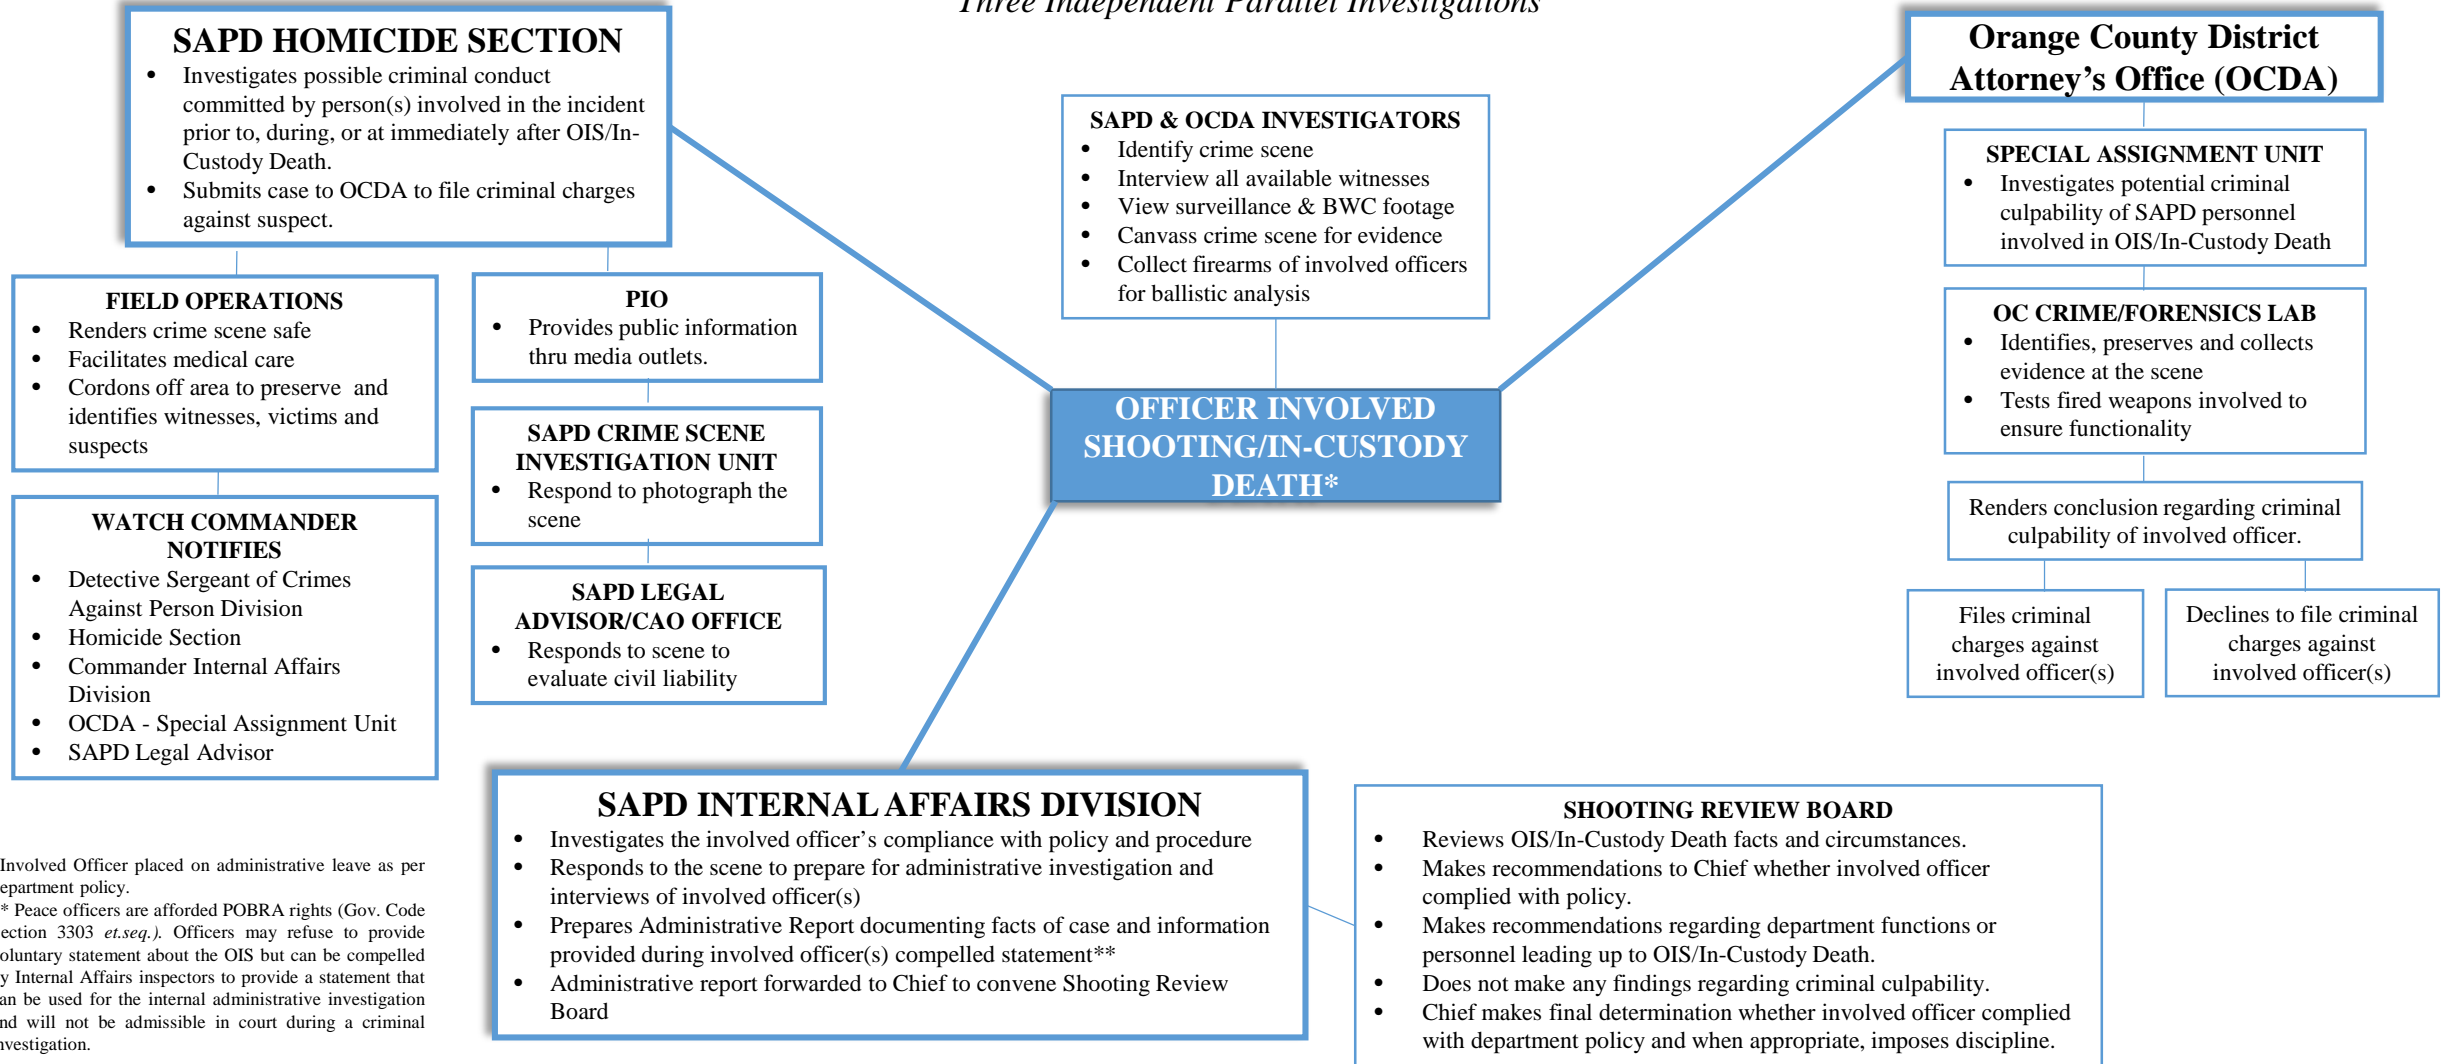 Three Independent Parallel Investigations
SAPD HOMICIDE SECTION
• Investigates possible criminal conduct
committed by person(s) involved in the incident
prior to, during, or at immediately after OIS/In-
Custody Death.
• Submits case to OCDA to file criminal charges
against suspect.
FIELD OPERATIONS
• Renders crime scene safe
• Facilitates medical care
• Cordons off area to preserve and
identifies witnesses, victims and
suspects
WATCH COMMANDER
NOTIFIES
• Detective Sergeant of Crimes
Against Person Division
• Homicide Section
• Commander Internal Affairs
Division
• OCDA - Special Assignment Unit
• SAPD Legal Advisor
PIO
• Provides public information
thru media outlets.
SAPD CRIME SCENE
INVESTIGATION UNIT
• Respond to photograph the
scene
SAPD LEGAL
ADVISOR/CAO OFFICE
• Responds to scene to
evaluate civil liability
SAPD & OCDA INVESTIGATORS
• Identify crime scene
• Interview all available witnesses
• View surveillance & BWC footage
• Canvass crime scene for evidence
• Collect firearms of involved officers
for ballistic analysis
OFFICER INVOLVED
SHOOTING/IN-CUSTODY
DEATH*
Orange County District
Attorney’s Office (OCDA)
SPECIAL ASSIGNMENT UNIT
• Investigates potential criminal
culpability of SAPD personnel
involved in OIS/In-Custody Death
OC CRIME/FORENSICS LAB
• Identifies, preserves and collects
evidence at the scene
• Tests fired weapons involved to
ensure functionality
Renders conclusion regarding criminal
culpability of involved officer.
Files criminal
charges against
involved officer(s)
Declines to file criminal
charges against
involved officer(s)
SAPD INTERNAL AFFAIRS DIVISION
• Investigates the involved officer’s compliance with policy and procedure
• Responds to the scene to prepare for administrative investigation and
interviews of involved officer(s)
• Prepares Administrative Report documenting facts of case and information
provided during involved officer(s) compelled statement**
• Administrative report forwarded to Chief to convene Shooting Review
Board
SHOOTING REVIEW BOARD
• Reviews OIS/In-Custody Death facts and circumstances.
• Makes recommendations to Chief whether involved officer
complied with policy.
• Makes recommendations regarding department functions or
personnel leading up to OIS/In-Custody Death.
• Does not make any findings regarding criminal culpability.
• Chief makes final determination whether involved officer complied
with department policy and when appropriate, imposes discipline.
Involved Officer placed on administrative leave as per
epartment policy.
* Peace officers are afforded POBRA rights (Gov. Code
ection 3303 et.seq.). Officers may refuse to provide
oluntary statement about the OIS but can be compelled
y Internal Affairs inspectors to provide a statement that
an be used for the internal administrative investigation
nd will not be admissible in court during a criminal
nvestigation.